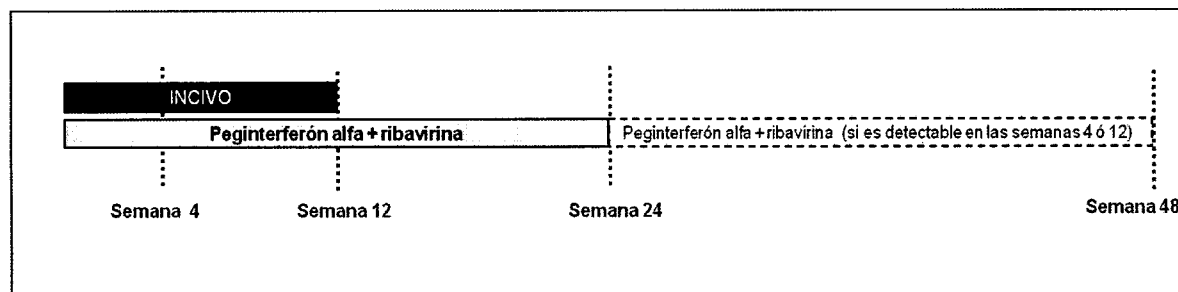 INCIVO
Peginterferón alfa + ribavirina
Peginterferón alfa + ribavirina (si es detectable en las semanas 4 ó 12)
Semana 4
Semana 12
Semana 24
Semana 48